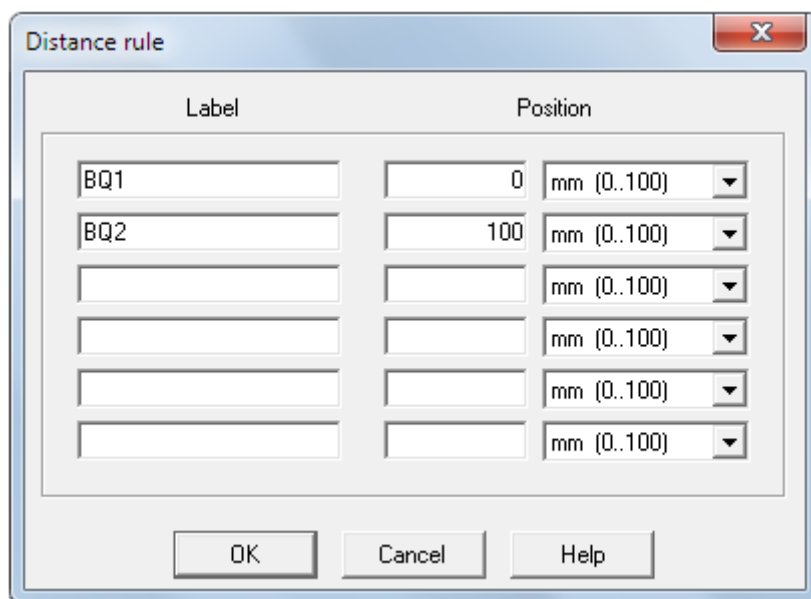 Distance rule
Label Position
BQ1 0 mm (0..100)
BQ2 100 mm (0..100)
mm (0..100)
mm (0..100)
mm (0..100)
mm (0..100)
OK Cancel Help